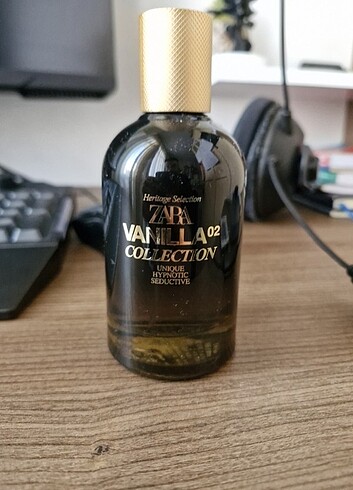 Heritage Selection
ZARA
VANILLA 02
COLLECTION
UNIQUE
HYPNOTIC
SEDUCTIVE